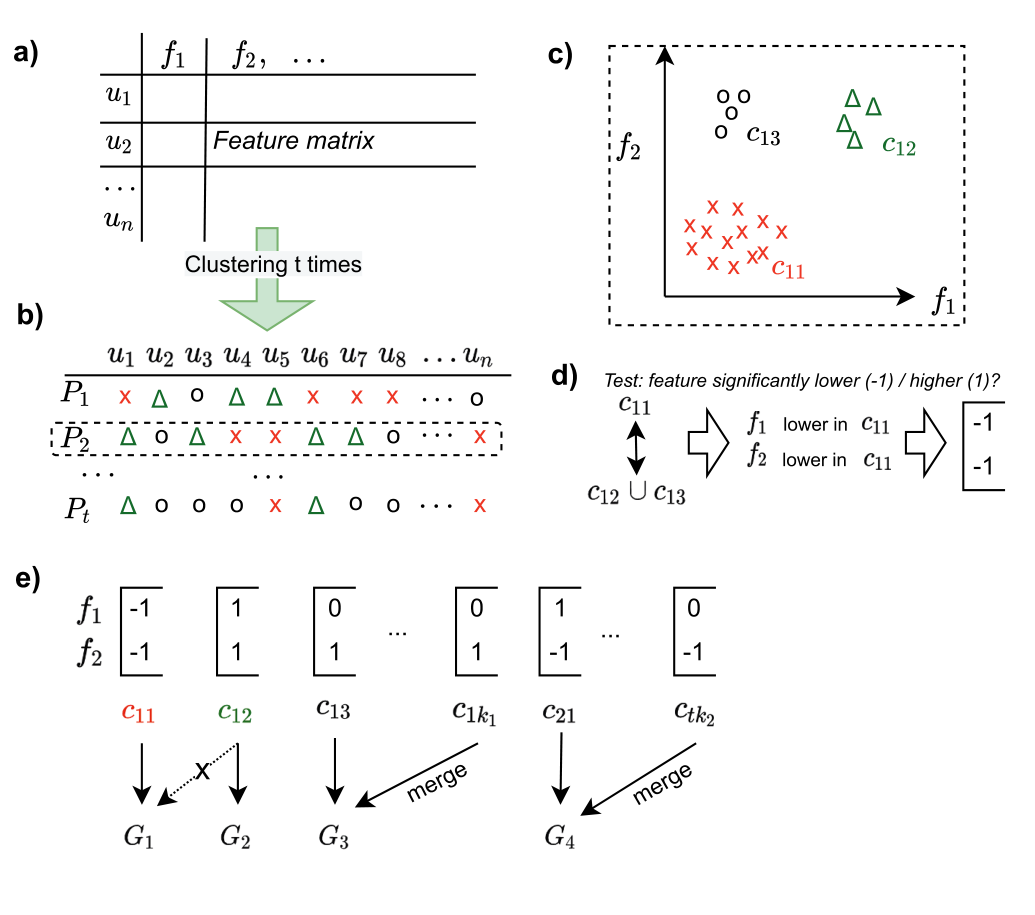 a)
f₁ f₂, ...
u₁
u₂ Feature matrix
...
uₙ
Clustering t times
b)
u₁ u₂ u₃ u₄ u₅ u₆ u₇ u₈ ... uₙ
P₁ x Δ o Δ Δ x x x ... o
P₂ Δ o Δ x x Δ Δ o ... x
... ...
Pₜ Δ o o o x Δ o o ... x
c)
f₂
o o
o
o c₁₃
Δ Δ
Δ
Δ c₁₂
x x x x x x x x x x x x x c₁₁
f₁
d)
Test: feature significantly lower (-1) / higher (1)?
c₁₁
c₁₂ ∪ c₁₃
f₁ lower in c₁₁
f₂ lower in c₁₁
-1
-1
e)
f₁ -1 1 0 ... 0 1 ... 0
f₂ -1 1 1 1 -1 -1
c₁₁ c₁₂ c₁₃ c₁ₖ₁ c₂₁ cₜₖ₂
x merge merge
G₁ G₂ G₃ G₄